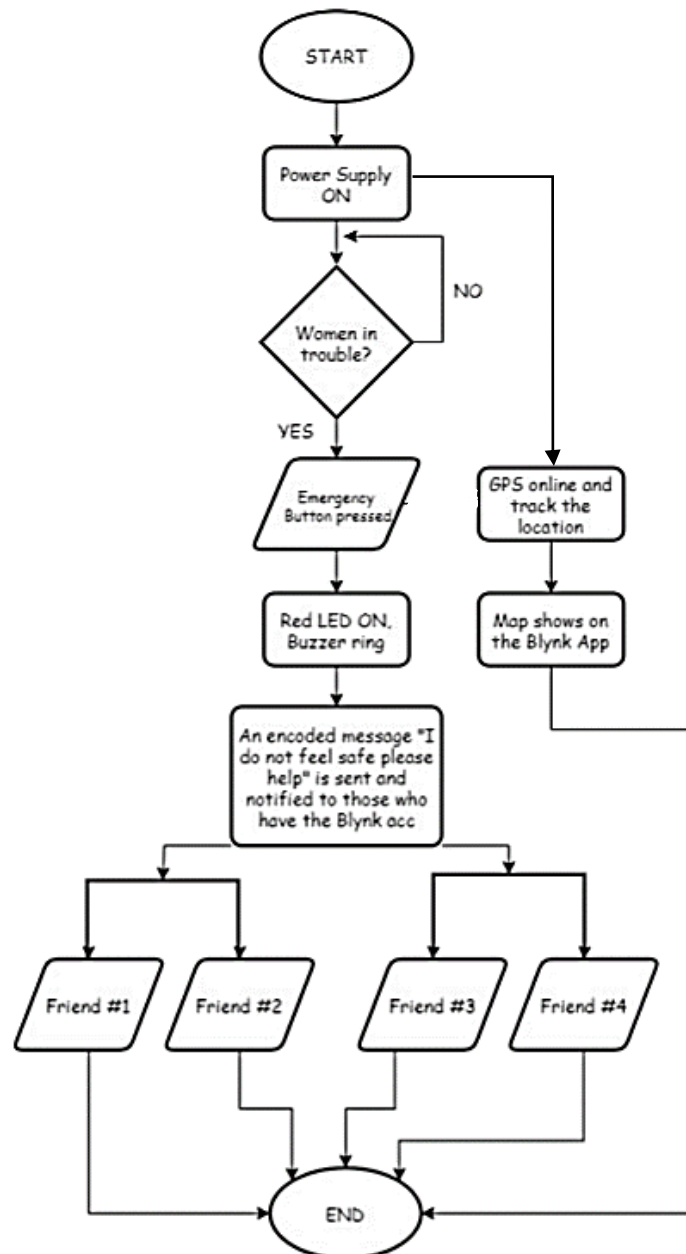 START
Power Supply
ON
NO
Women in
trouble?
YES
Emergency
Button pressed
GPS online and
track the
location
Red LED ON,
Buzzer ring
Map shows on
the Blynk App
An encoded message "I
do not feel safe please
help" is sent and
notified to those who
have the Blynk acc
Friend #1
Friend #2
Friend #3
Friend #4
END